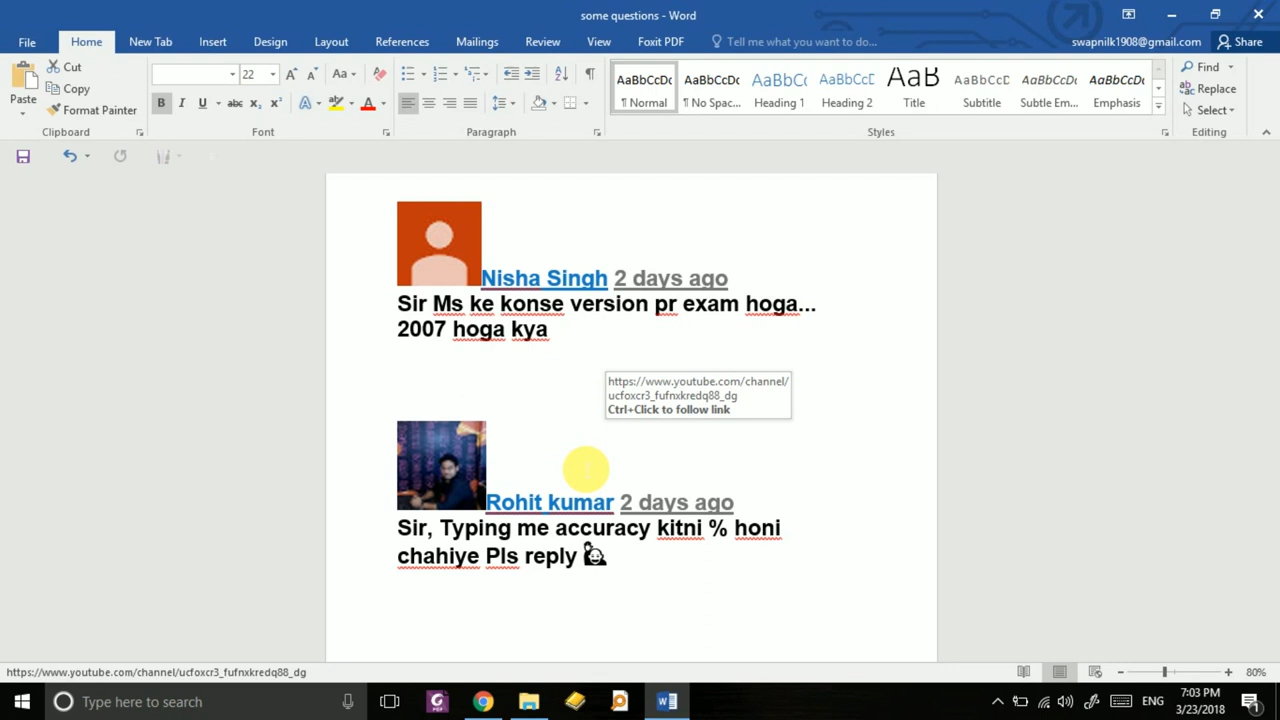 some questions - Word
File Home New Tab Insert Design Layout References Mailings Review View Foxit PDF Tell me what you want to do... swapnilk1908@gmail.com Share
Cut
Copy
Format Painter
Paste
Clipboard
22
Aa
B I U abc x₂ x²
Font
Paragraph
AaBbCcDc AaBbCcDc AaBbC AaBbCcE AaB AaBbCcD AaBbCcDc AaBbCcDc
¶ Normal ¶ No Spac... Heading 1 Heading 2 Title Subtitle Subtle Em... Emphasis
Styles
Find
Replace
Select
Editing
Nisha Singh 2 days ago
Sir Ms ke konse version pr exam hoga...
2007 hoga kya
https://www.youtube.com/channel/
ucfoxcr3_fufnxkredq88_dg
Ctrl+Click to follow link
Rohit kumar 2 days ago
Sir, Typing me accuracy kitni % honi
chahiye Pls reply
https://www.youtube.com/channel/ucfoxcr3_fufnxkredq88_dg
80%
Type here to search
ENG
7:03 PM
3/23/2018